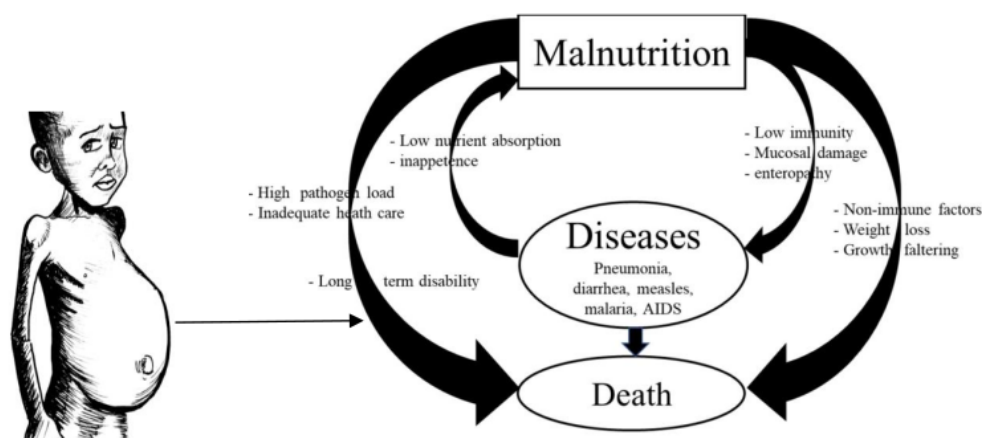 Malnutrition
- Low nutrient absorption
- inappetence
- Low immunity
- Mucosal damage
- enteropathy
- High pathogen load
- Inadequate heath care
- Non-immune factors
- Weight loss
- Growth faltering
Diseases
Pneumonia,
diarrhea, measles,
malaria, AIDS
- Long term disability
Death